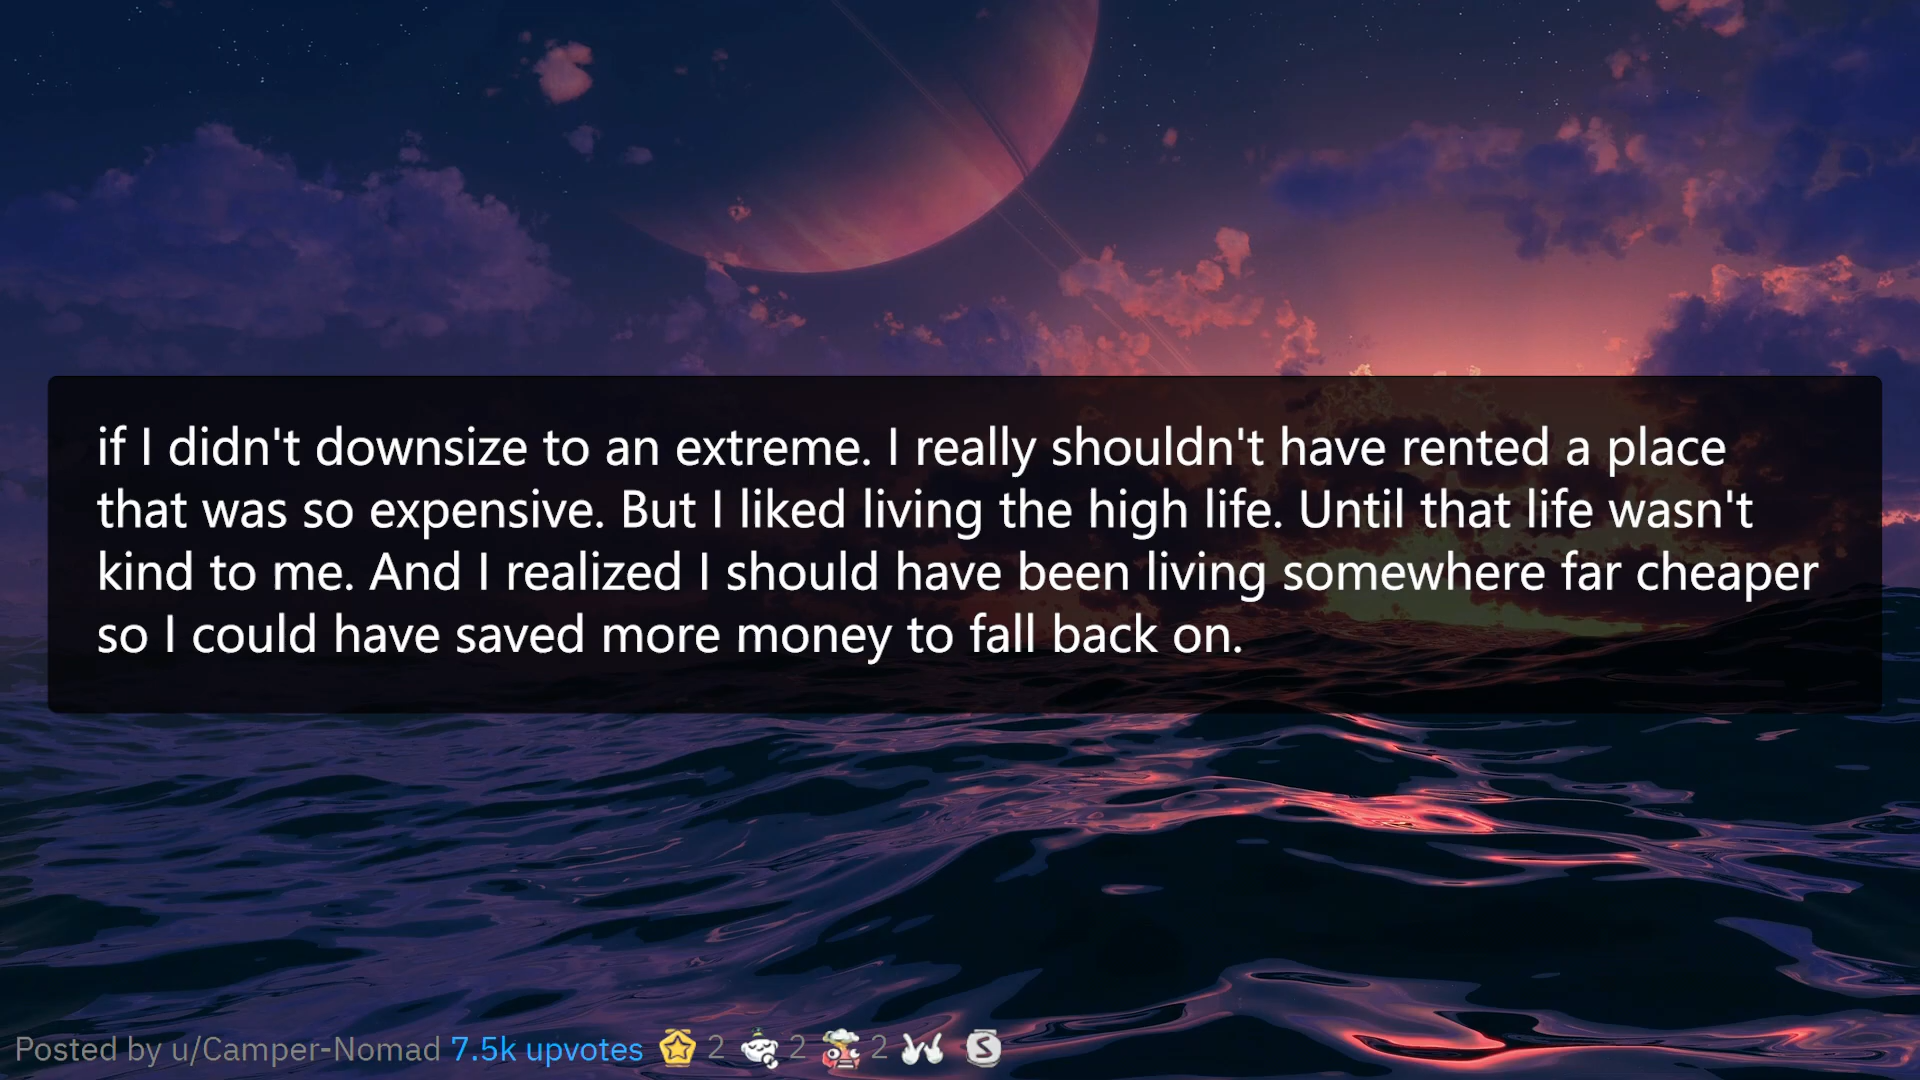 if I didn't downsize to an extreme. I really shouldn't have rented a place
that was so expensive. But I liked living the high life. Until that life wasn't
kind to me. And I realized I should have been living somewhere far cheaper
so I could have saved more money to fall back on.
Posted by u/Camper-Nomad 7.5k upvotes 2 2 2 S